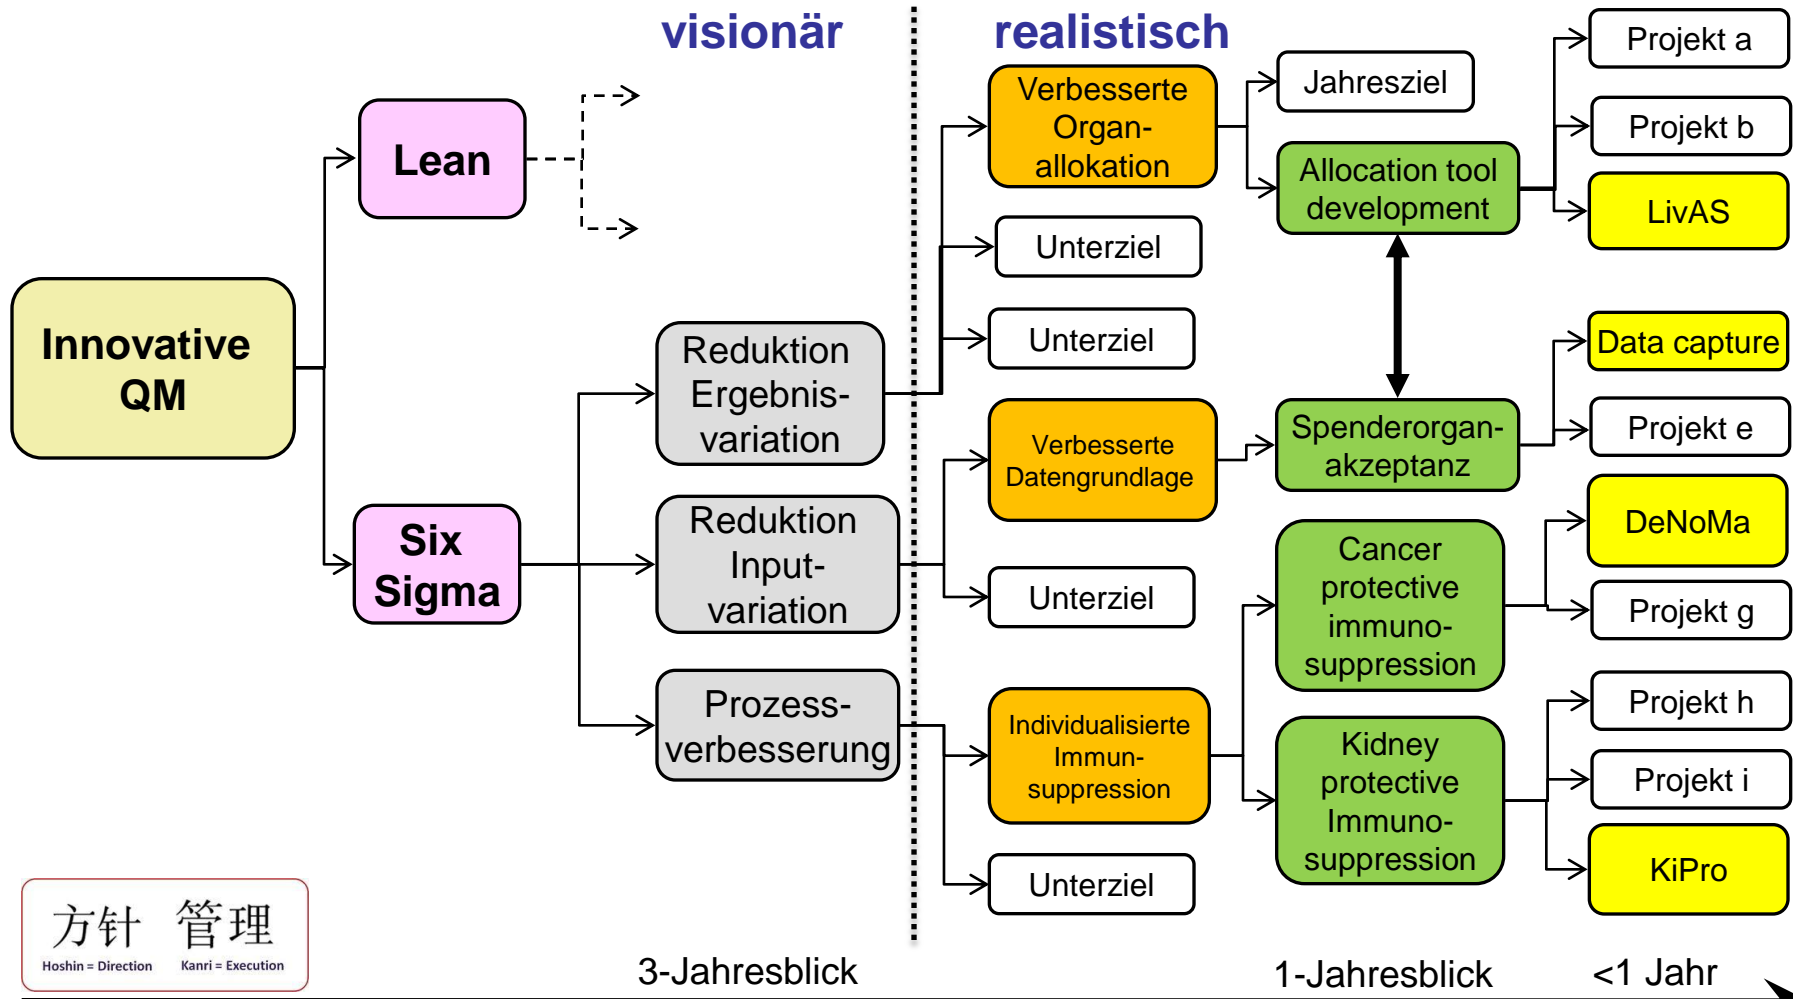 visionär
realistisch
Innovative
QM
Lean
Six
Sigma
Reduktion
Ergebnis-
variation
Reduktion
Input-
variation
Prozess-
verbesserung
Verbesserte
Organ-
allokation
Unterziel
Unterziel
Verbesserte
Datengrundlage
Unterziel
Individualisierte
Immun-
suppression
Unterziel
Jahresziel
Allocation tool
development
Spenderorgan-
akzeptanz
Cancer
protective
immuno-
suppression
Kidney
protective
Immuno-
suppression
Projekt a
Projekt b
LivAS
Data capture
Projekt e
DeNoMa
Projekt g
Projekt h
Projekt i
KiPro
方针 管理
Hoshin = Direction Kanri = Execution
3-Jahresblick
1-Jahresblick
<1 Jahr